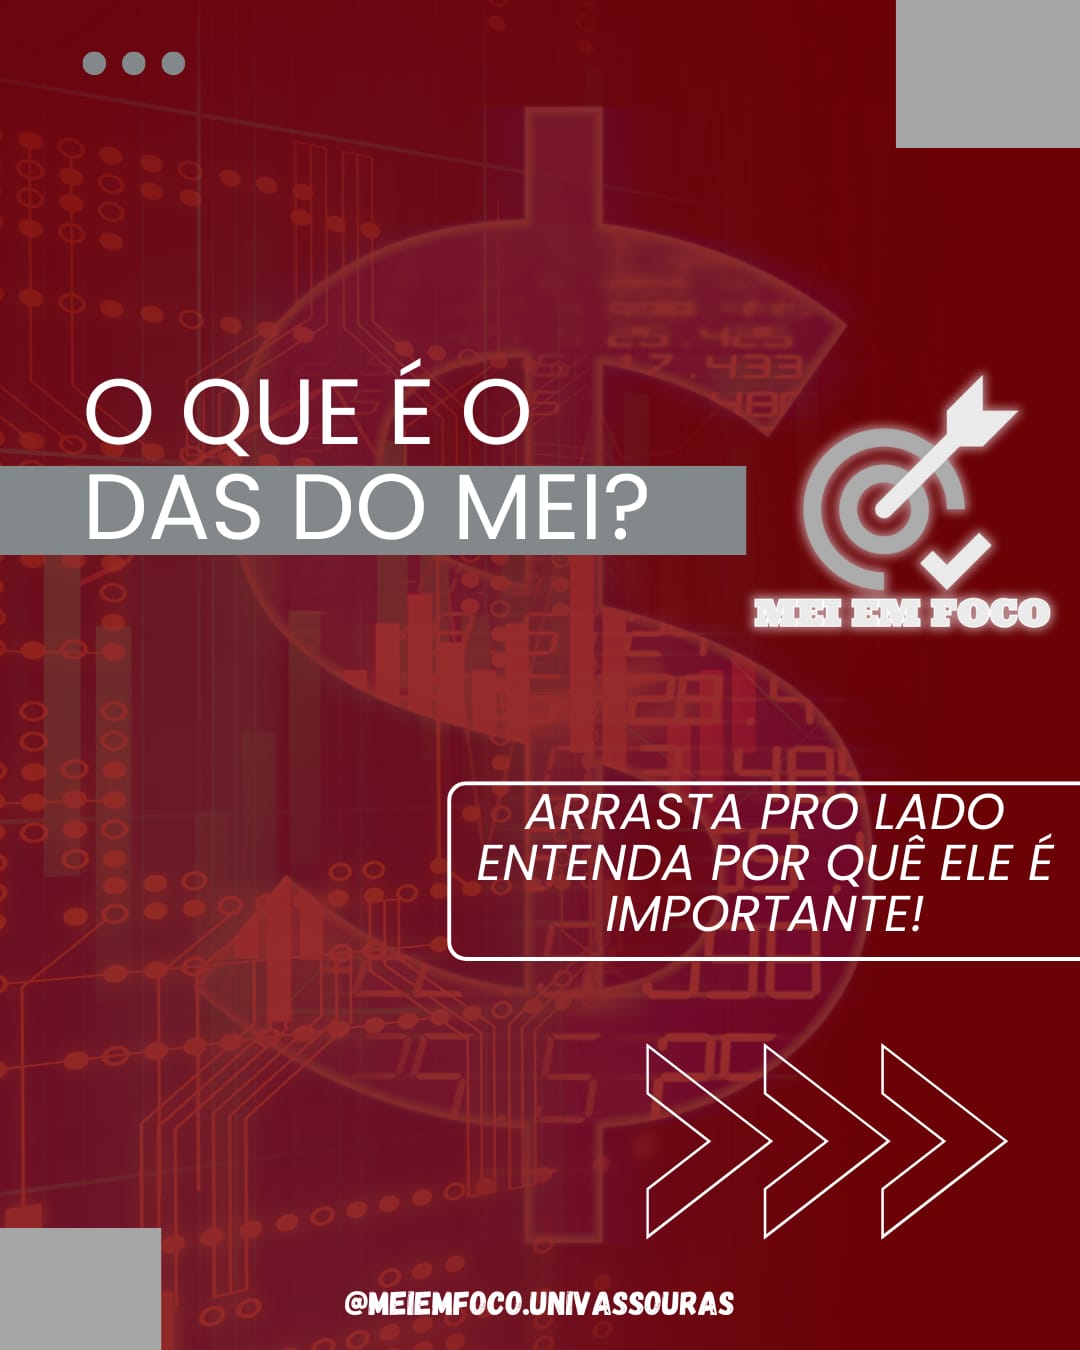 O QUE É O
DAS DO MEI?
MEI EM FOCO
ARRASTA PRO LADO
ENTENDA POR QUÊ ELE É
IMPORTANTE!
@MEIEMFOCO.UNIVASSOURAS